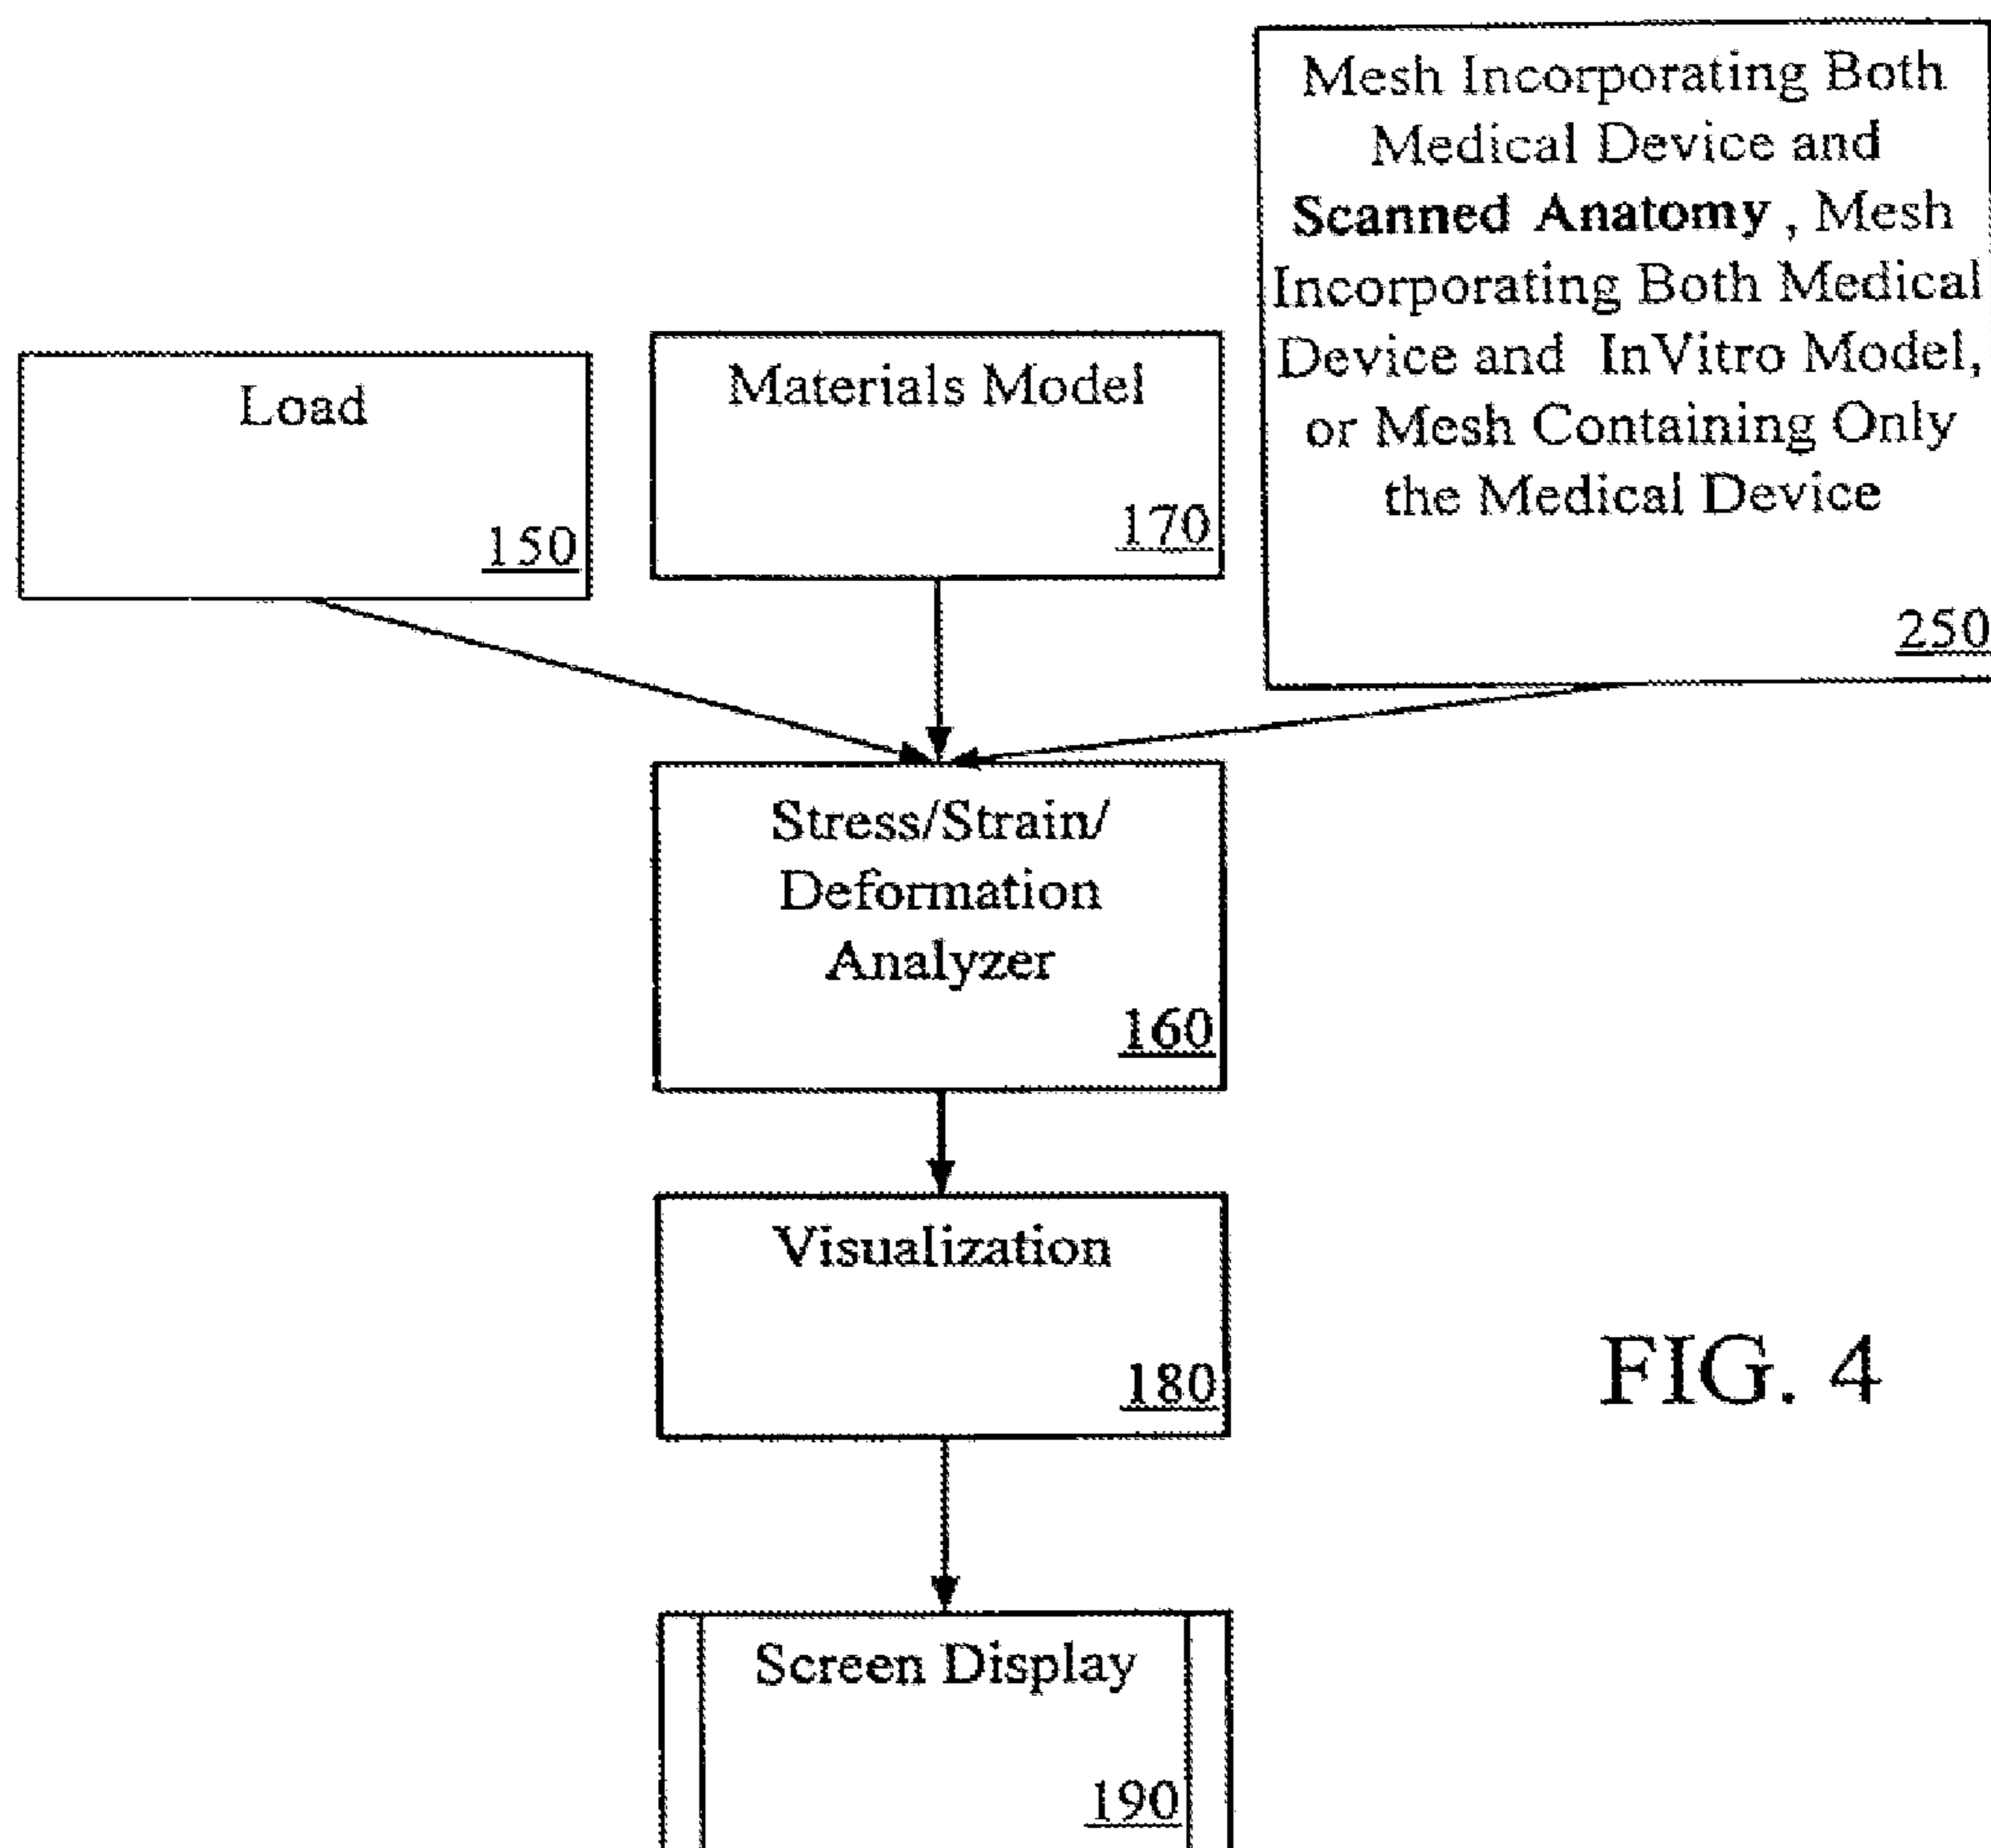 Load
150
Materials Model
170
Mesh Incorporating Both
Medical Device and
Scanned Anatomy , Mesh
Incorporating Both Medical
Device and InVitro Model,
or Mesh Containing Only
the Medical Device
250
Stress/Strain/
Deformation
Analyzer
160
Visualization
180
Screen Display
190
FIG. 4